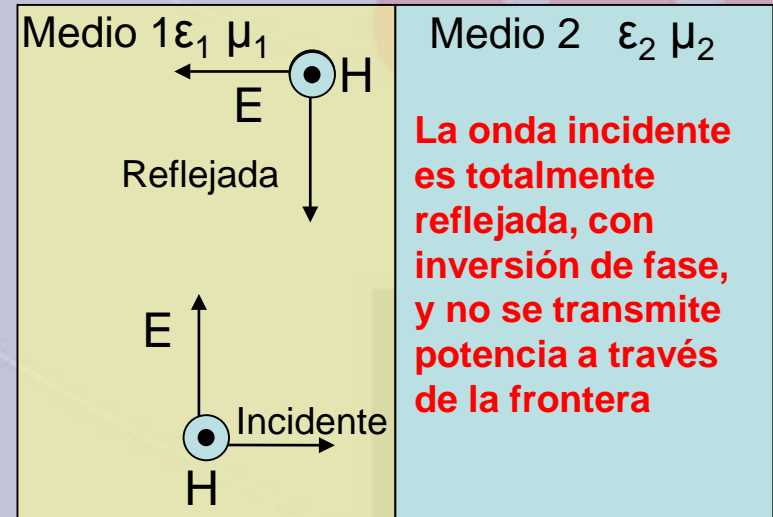 Medio 1ε₁ μ₁
H
E
Reflejada
E
Incidente
H
Medio 2 ε₂ μ₂
La onda incidente
es totalmente
reflejada, con
inversión de fase,
y no se transmite
potencia a través
de la frontera